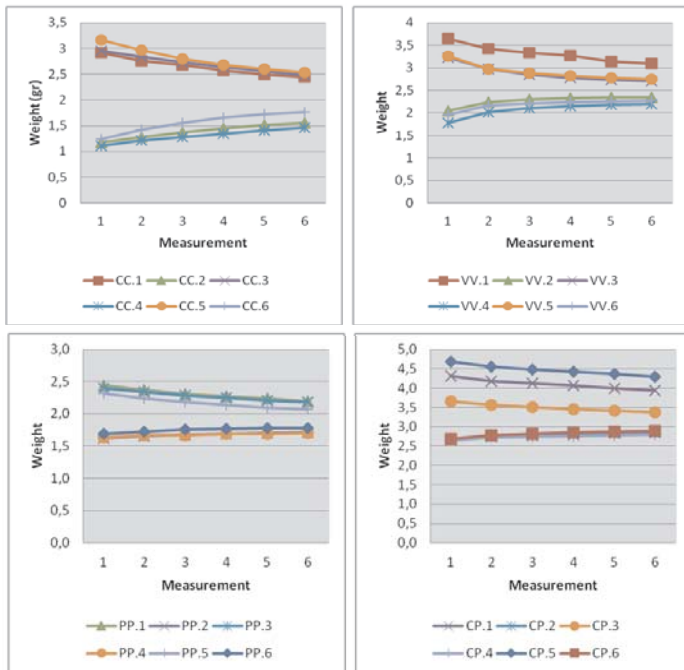 3,5
3
2,5
2
1,5
1
0,5
0
Weight (gr)
1 2 3 4 5 6
Measurement
CC.1 CC.2 CC.3
CC.4 CC.5 CC.6
4
3,5
3
2,5
2
1,5
1
0,5
0
Weight
1 2 3 4 5 6
Measurement
VV.1 VV.2 VV.3
VV.4 VV.5 VV.6
3,0
2,5
2,0
1,5
1,0
0,5
0,0
Weight
1 2 3 4 5 6
Measurement
PP.1 PP.2 PP.3
PP.4 PP.5 PP.6
5,0
4,5
4,0
3,5
3,0
2,5
2,0
1,5
1,0
0,5
0,0
Weight
1 2 3 4 5 6
Measurement
CP.1 CP.2 CP.3
CP.4 CP.5 CP.6